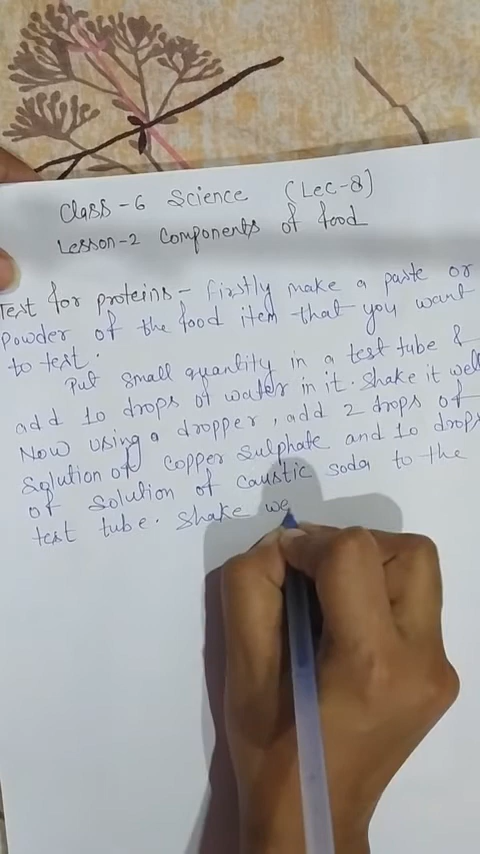 Class-6 Science (Lec-8)
Lesson-2 Components of food
Test for proteins - Firstly make a paste or
powder of the food item that you want
to test.
Put small quantity in a test tube &
add 10 drops of water in it. Shake it well
Now using a dropper, add 2 drops of
solution of copper sulphate and 10 drops
of solution of caustic soda to the
test tube. Shake we